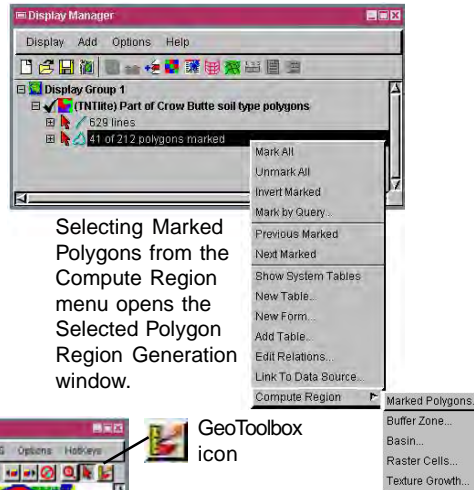 Display Manager
Display Add Options Help
Display Group 1
(TNTlite) Part of Crow Butte soil type polygons
629 lines
41 of 212 polygons marked
Mark All
Unmark All
Invert Marked
Mark by Query...
Previous Marked
Next Marked
Show System Tables
New Table...
New Form...
Add Table...
Edit Relations...
Link To Data Source...
Compute Region
Marked Polygons...
Buffer Zone...
Basin...
Raster Cells...
Texture Growth...
Selecting Marked
Polygons from the
Compute Region
menu opens the
Selected Polygon
Region Generation
window.
GeoToolbox
icon
Options HotKeys